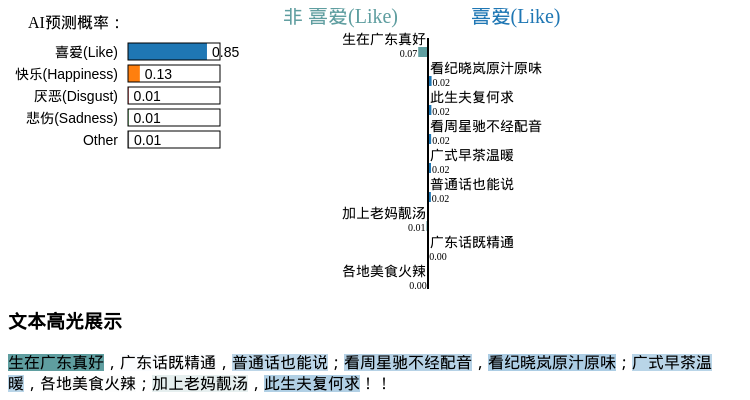 AI预测概率：
喜爱(Like) 0.85
快乐(Happiness) 0.13
厌恶(Disgust) 0.01
悲伤(Sadness) 0.01
Other 0.01
非 喜爱(Like) 喜爱(Like)
生在广东真好
0.07
看纪晓岚原汁原味
0.02
此生夫复何求
0.02
看周星驰不经配音
0.02
广式早茶温暖
0.02
普通话也能说
0.02
加上老妈靓汤
0.01
广东话既精通
0.00
各地美食火辣
0.00
文本高光展示
生在广东真好，广东话既精通，普通话也能说；看周星驰不经配音，看纪晓岚原汁原味；广式早茶温
暖，各地美食火辣；加上老妈靓汤，此生夫复何求！！